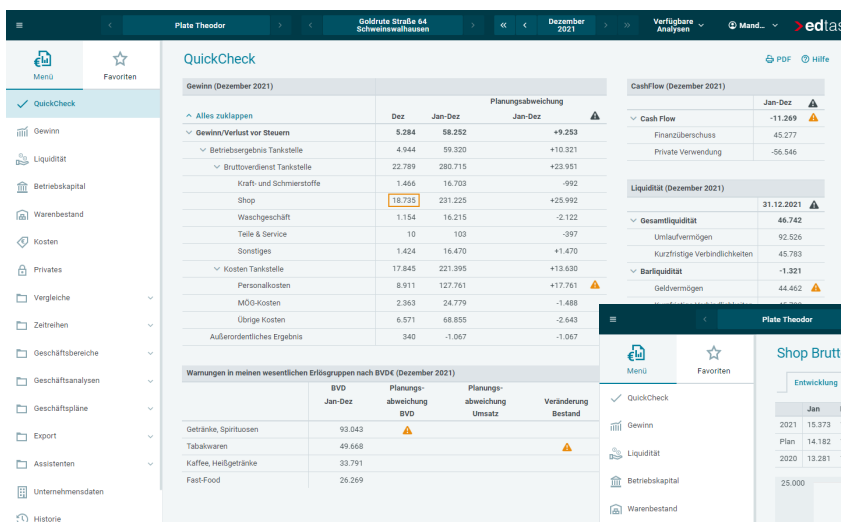 Plate Theodor
Goldrute Straße 64
Schweinswalhausen
Dezember
2021
Verfügbare
Analysen
Mand...
edtas
Menü
Favoriten
QuickCheck
Gewinn
Liquidität
Betriebskapital
Warenbestand
Kosten
Privates
Vergleiche
Zeitreihen
Geschäftsbereiche
Geschäftsanalysen
Geschäftspläne
Export
Assistenten
Unternehmensdaten
Historie
QuickCheck
PDF Hilfe
Gewinn (Dezember 2021)
Planungsabweichung
Alles zuklappen Dez Jan-Dez Jan-Dez
Gewinn/Verlust vor Steuern 5.284 58.252 +9.253
Betriebsergebnis Tankstelle 4.944 59.320 +10.321
Bruttoverdienst Tankstelle 22.789 280.715 +23.951
Kraft- und Schmierstoffe 1.466 16.703 -992
Shop 18.735 231.225 +25.992
Waschgeschäft 1.154 16.215 -2.122
Teile & Service 10 103 -397
Sonstiges 1.424 16.470 +1.470
Kosten Tankstelle 17.845 221.395 +13.630
Personalkosten 8.911 127.761 +17.761
MÖG-Kosten 2.363 24.779 -1.488
Übrige Kosten 6.571 68.855 -2.643
Außerordentliches Ergebnis 340 -1.067 -1.067
Warnungen in meinen wesentlichen Erlösgruppen nach BVD€ (Dezember 2021)
BVD Planungs- Planungs-
Jan-Dez abweichung abweichung Veränderung
BVD Umsatz Bestand
Getränke, Spirituosen 93.043
Tabakwaren 49.668
Kaffee, Heißgetränke 33.791
Fast-Food 26.269
CashFlow (Dezember 2021)
Jan-Dez
Cash Flow -11.269
Finanzüberschuss 45.277
Private Verwendung -56.546
Liquidität (Dezember 2021)
31.12.2021
Gesamtliquidität 46.742
Umlaufvermögen 92.526
Kurzfristige Verbindlichkeiten 45.783
Barliquidität -1.321
Geldvermögen 44.462
Plate Theodor
Menü
Favoriten
QuickCheck
Gewinn
Liquidität
Betriebskapital
Warenbestand
Shop Brutt
Entwicklung
Jan
2021 15.373
Plan 14.182
2020 13.281
25.000